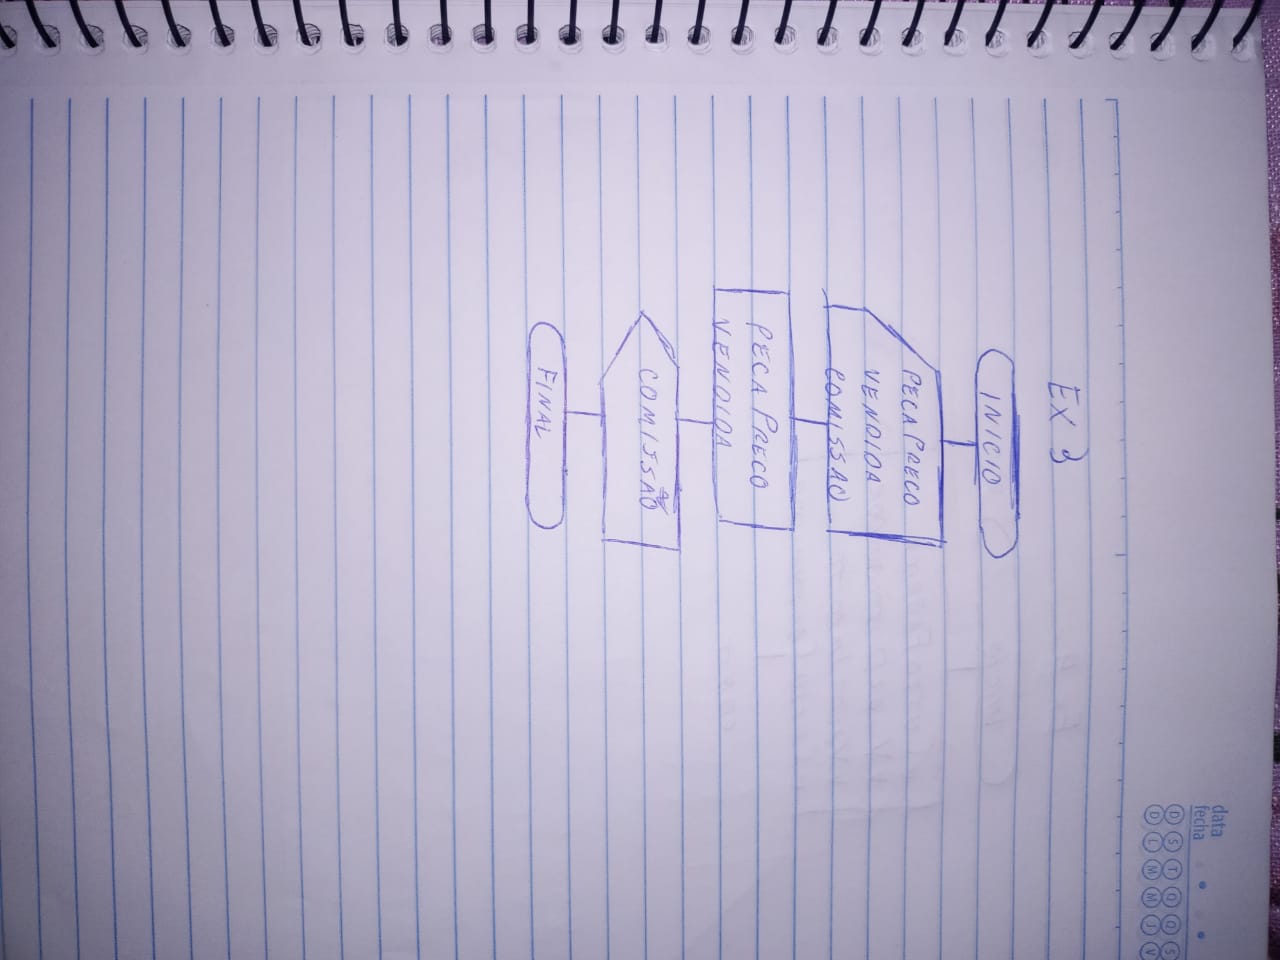 data
fecha
D S T Q Q S
D L M M J V
EX 3
INICIO
PECA PRECO
VENDIDA
COMISSAO
PECA PRECO
VENDIDA
COMISSÃO
FINAL